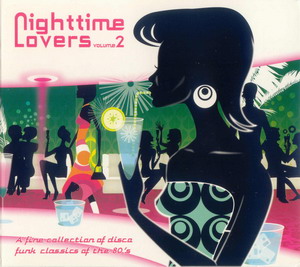 Nighttime
Lovers volume 2
A fine collection of disco
funk classics of the 80's